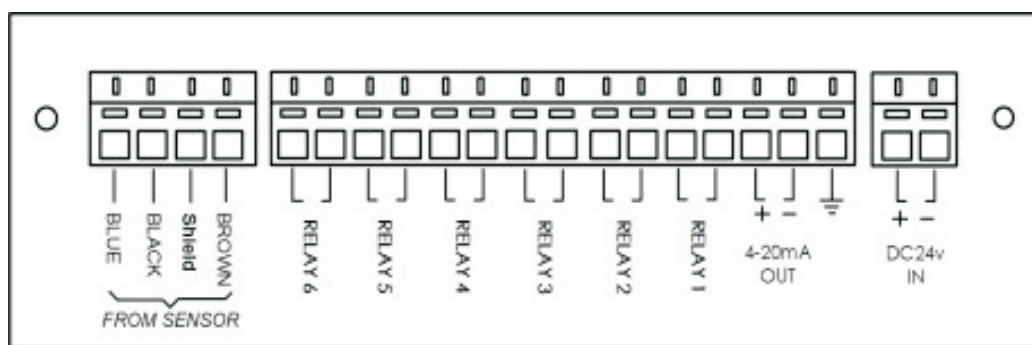 BLUE
BLACK
Shield
BROWN
FROM SENSOR
RELAY 6
RELAY 5
RELAY 4
RELAY 3
RELAY 2
RELAY 1
+ −
4-20mA
OUT
+ −
DC24v
IN